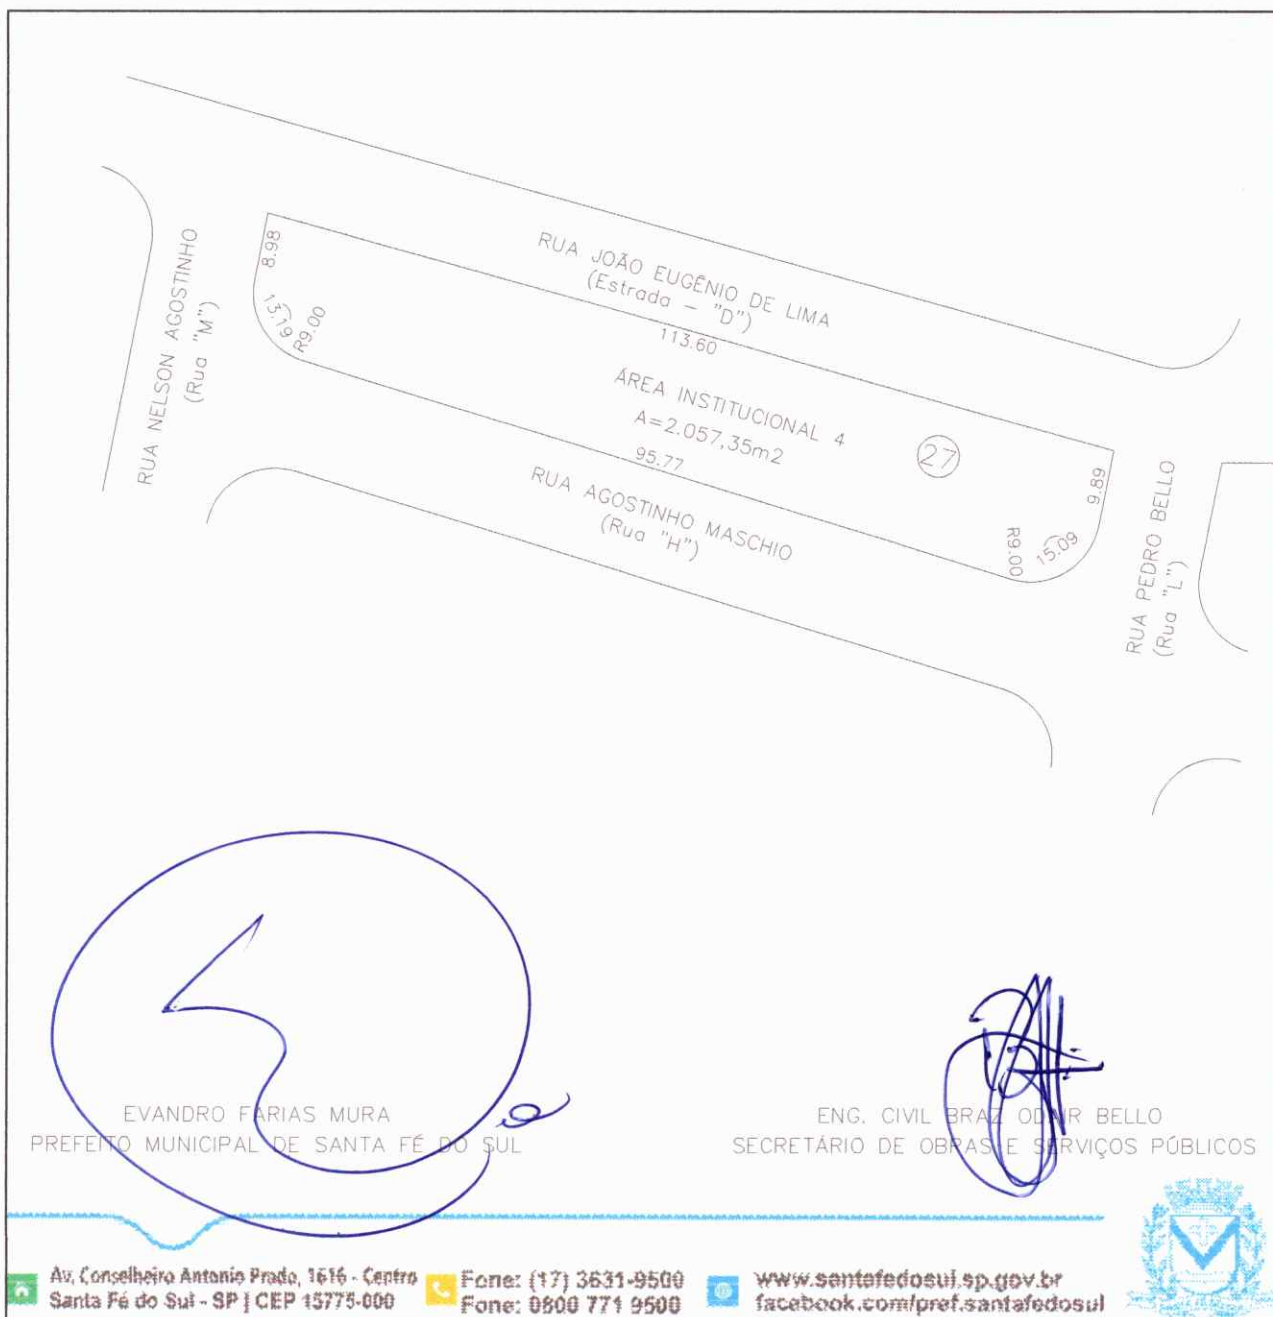 RUA JOÃO EUGÊNIO DE LIMA
(Estrada - "D")
113.60
8.98
13.19
R9.00
RUA NELSON AGOSTINHO
(Rua "M")
ÁREA INSTITUCIONAL 4
A=2.057,35m2
27
95.77
RUA AGOSTINHO MASCHIO
(Rua "H")
9.89
R9.00
15.09
RUA PEDRO BELLO
(Rua "L")
EVANDRO FARIAS MURA
PREFEITO MUNICIPAL DE SANTA FÉ DO SUL
ENG. CIVIL BRAZ ODAIR BELLO
SECRETÁRIO DE OBRAS E SERVIÇOS PÚBLICOS
Av. Conselheiro Antonio Prado, 1616 - Centro
Santa Fé do Sul - SP | CEP 15775-000
Fone: (17) 3631-9500
Fone: 0800 771 9500
www.santafedosul.sp.gov.br
facebook.com/pref.santafedosul